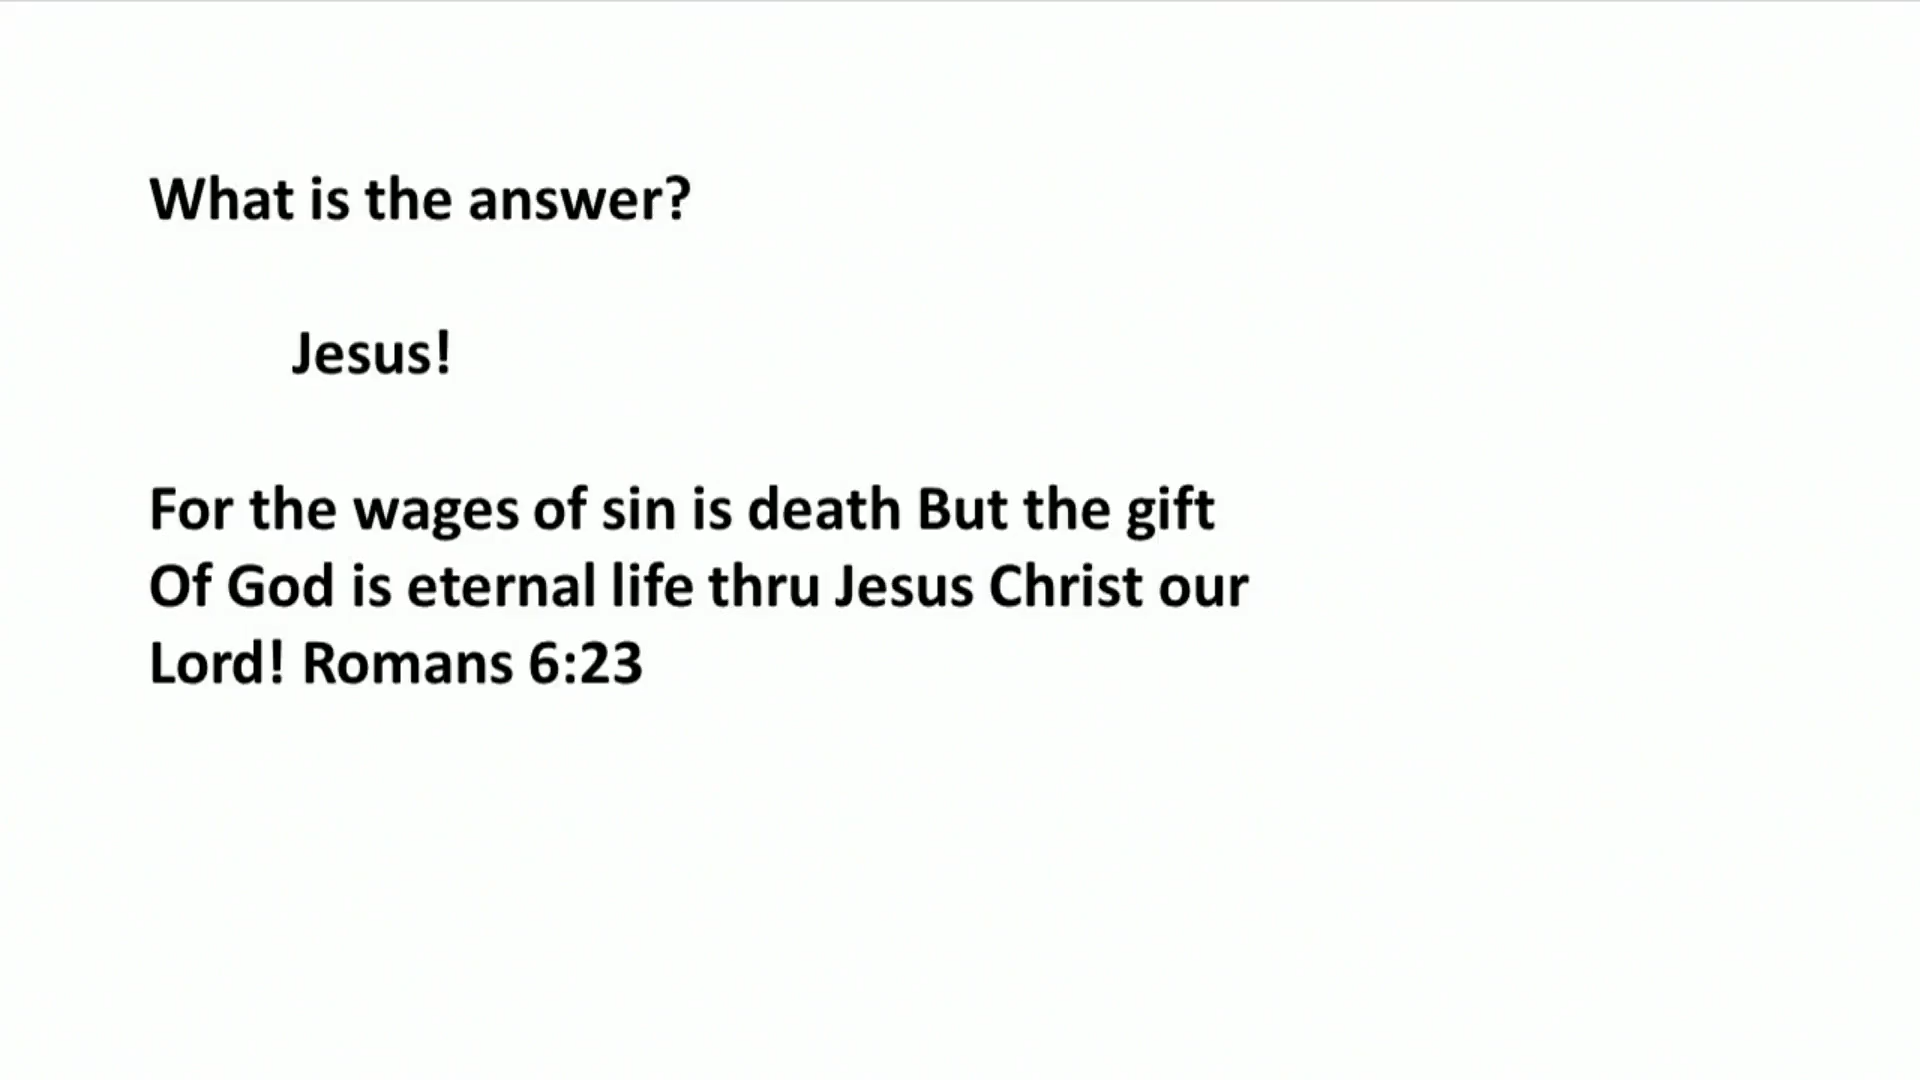 What is the answer?
Jesus!
For the wages of sin is death But the gift
Of God is eternal life thru Jesus Christ our
Lord! Romans 6:23